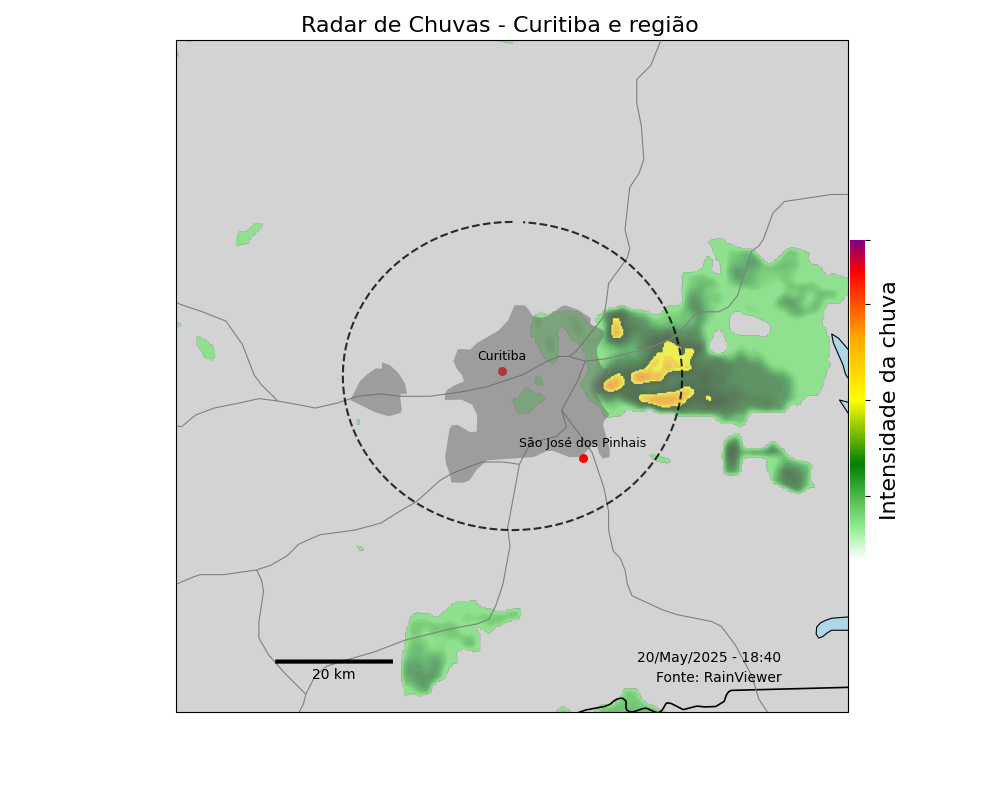 Radar de Chuvas - Curitiba e região
Curitiba
São José dos Pinhais
Intensidade da chuva
20/May/2025 - 18:40
Fonte: RainViewer
20 km